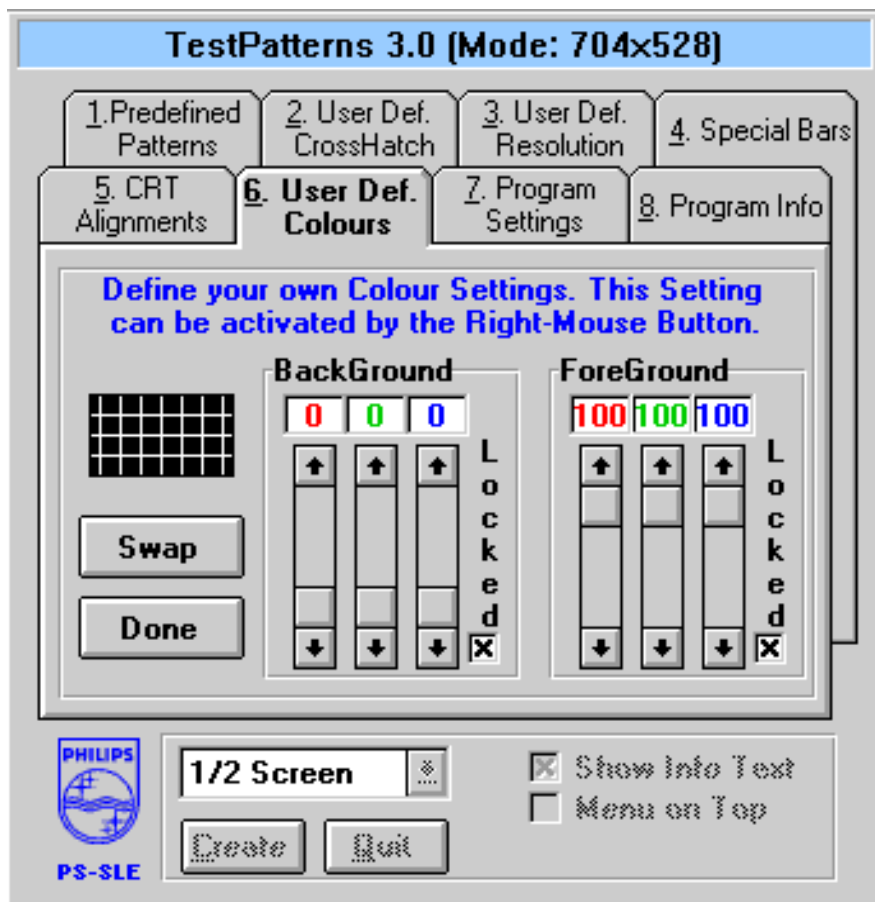 TestPatterns 3.0 (Mode: 704x528)
1.Predefined
Patterns
2. User Def.
CrossHatch
3. User Def.
Resolution
4. Special Bars
5. CRT
Alignments
6. User Def.
Colours
7. Program
Settings
8. Program Info
Define your own Colour Settings. This Setting
can be activated by the Right-Mouse Button.
BackGround
0 0 0
Locked
ForeGround
100 100 100
Locked
Swap
Done
PHILIPS
PS-SLE
1/2 Screen
Create
Quit
Show Info Text
Menu on Top